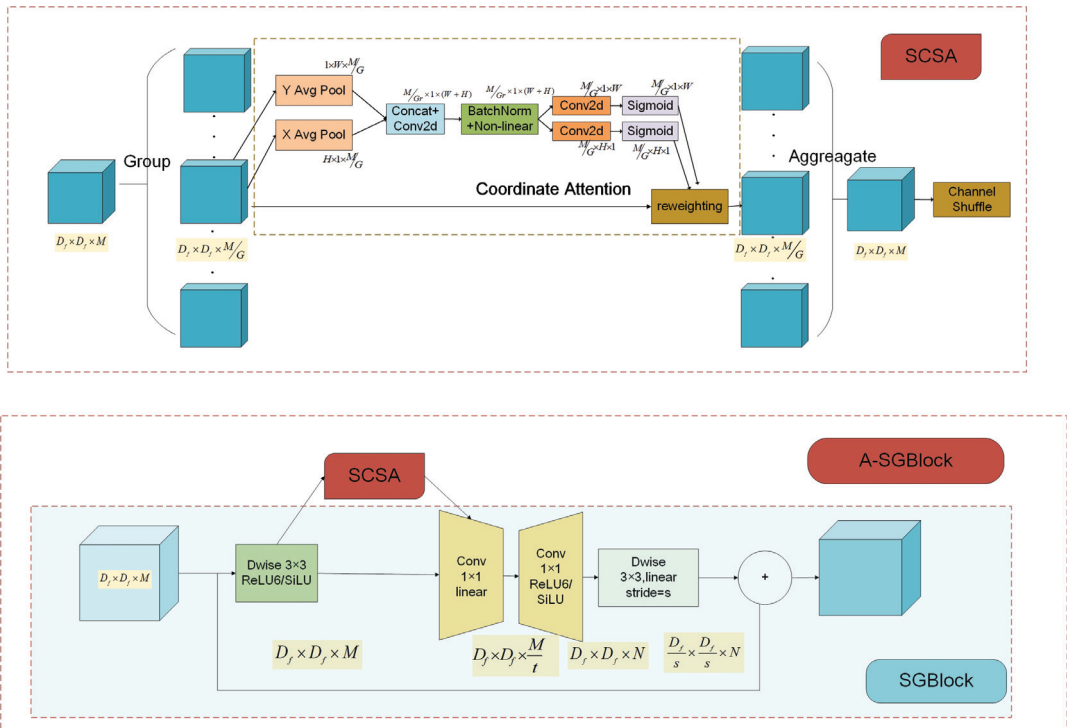 SCSA
1×W×M/G
Y Avg Pool
X Avg Pool
H×1×M/G
M/Gr ×1×(W+H)
Concat+
Conv2d
M/Gr ×1×(W+H)
BatchNorm
+Non-linear
M/G×1×W
Conv2d
Conv2d
M/G×H×1
M/G×1×W
Sigmoid
Sigmoid
M/G×H×1
Group
Coordinate Attention
reweighting
Aggreagate
Channel
Shuffle
D_f×D_f×M
D_f×D_f×M/G
D_f×D_f×M/G
D_f×D_f×M
A-SGBlock
SCSA
D_f×D_f×M
Dwise 3×3
ReLU6/SiLU
Conv
1×1
linear
Conv
1×1
ReLU6/
SiLU
Dwise
3×3,linear
stride=s
+
D_f×D_f×M
D_f×D_f×M/t
D_f×D_f×N
D_f/s×D_f/s×N
SGBlock